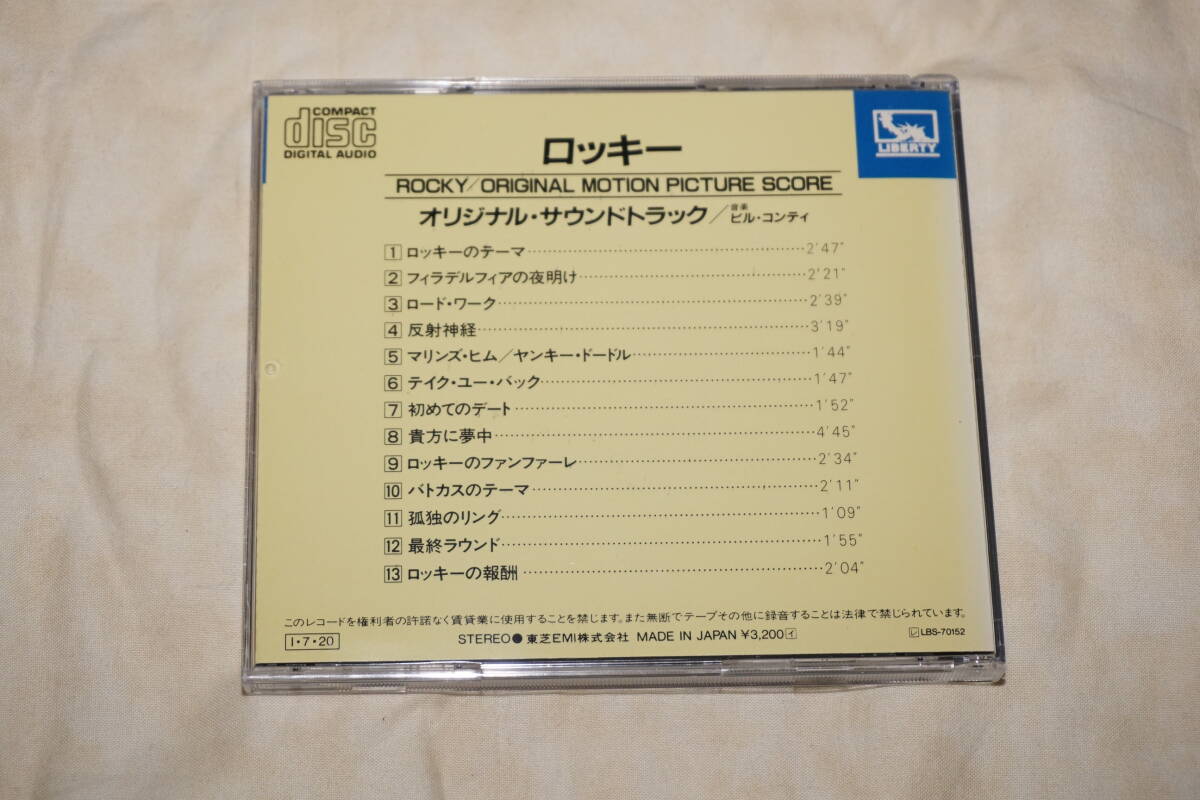 COMPACT
disc
DIGITAL AUDIO
LIBERTY
ロッキー
ROCKY/ORIGINAL MOTION PICTURE SCORE
オリジナル・サウンドトラック/音楽 ビル・コンティ
1 ロッキーのテーマ 2'47"
2 フィラデルフィアの夜明け 2'21"
3 ロード・ワーク 2'39"
4 反射神経 3'19"
5 マリンズ・ヒム/ヤンキー・ドードル 1'44"
6 テイク・ユー・バック 1'47"
7 初めてのデート 1'52"
8 貴方に夢中 4'45"
9 ロッキーのファンファーレ 2'34"
10 バトカスのテーマ 2'11"
11 孤独のリング 1'09"
12 最終ラウンド 1'55"
13 ロッキーの報酬 2'04"
このレコードを権利者の許諾なく賃貸業に使用することを禁じます。また無断でテープその他に録音することは法律で禁じられています。
I・7・20 STEREO● 東芝EMI株式会社 MADE IN JAPAN ¥3,200 イ レ LBS-70152